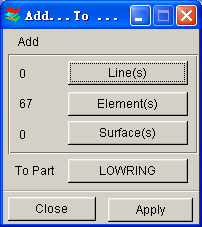 Add...To ...
Add
0 Line(s)
67 Element(s)
0 Surface(s)
To Part LOWRING
Close Apply